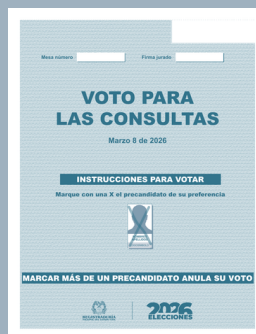 Mesa número
Firma jurado
VOTO PARA
LAS CONSULTAS
Marzo 8 de 2026
INSTRUCCIONES PARA VOTAR
Marque con una X el precandidato de su preferencia
MARCAR MÁS DE UN PRECANDIDATO ANULA SU VOTO
REGISTRADURÍA
2026
ELECCIONES